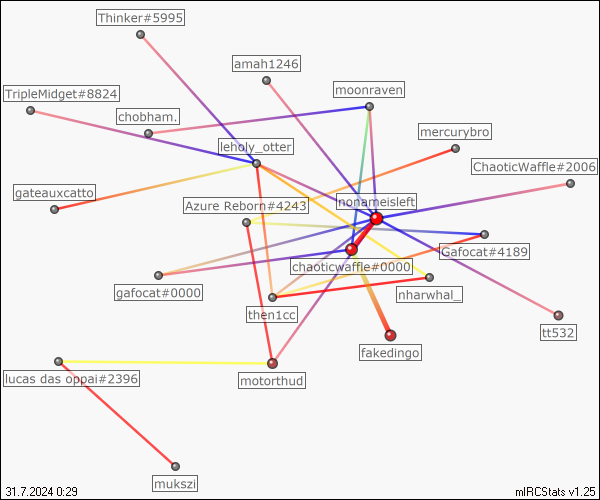 Thinker#5995
amah1246
TripleMidget#8824
moonraven
chobham.
mercurybro
leholy_otter
ChaoticWaffle#2006
gateauxcatto
Azure Reborn#4243
nonameisleft
Gafocat#4189
chaoticwaffle#0000
gafocat#0000
nharwhal_
then1cc
tt532
fakedingo
lucas das oppai#2396
motorthud
mukszi
31.7.2024 0:29
mIRCStats v1.25